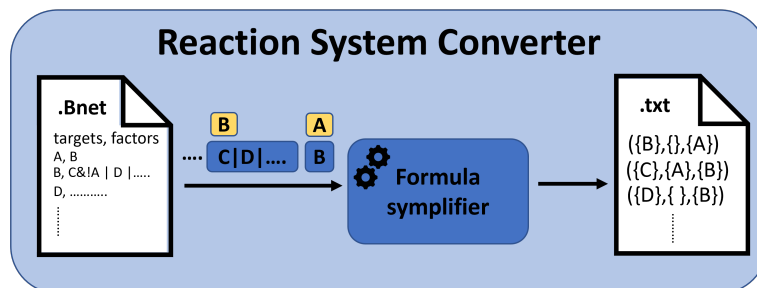 Reaction System Converter
.Bnet
targets, factors
A, B
B, C&!A | D |.....
D, ...........
B
A
.... C|D|....
B
Formula
symplifier
.txt
({B},{},{A})
({C},{A},{B})
({D},{ },{B})